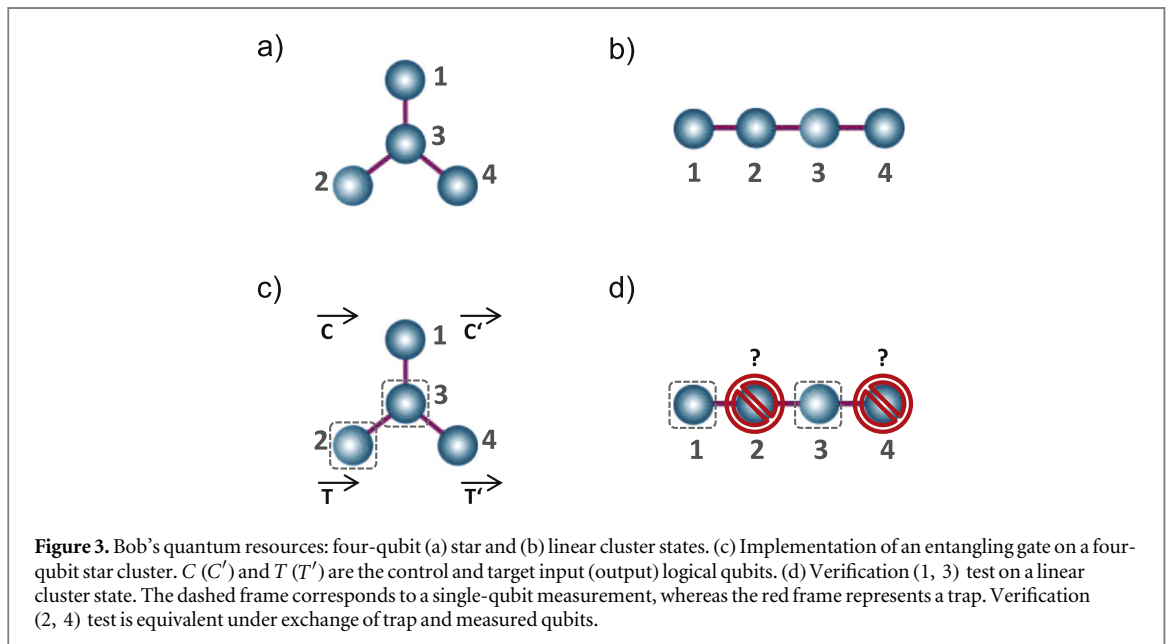 a)
1
3
2
4
b)
1 2 3 4
c)
C C′
1
3
2
4
T T′
d)
? ?
1 2 3 4
Figure 3. Bob's quantum resources: four-qubit (a) star and (b) linear cluster states. (c) Implementation of an entangling gate on a four-
qubit star cluster. C (C′) and T (T′) are the control and target input (output) logical qubits. (d) Verification (1, 3) test on a linear
cluster state. The dashed frame corresponds to a single-qubit measurement, whereas the red frame represents a trap. Verification
(2, 4) test is equivalent under exchange of trap and measured qubits.